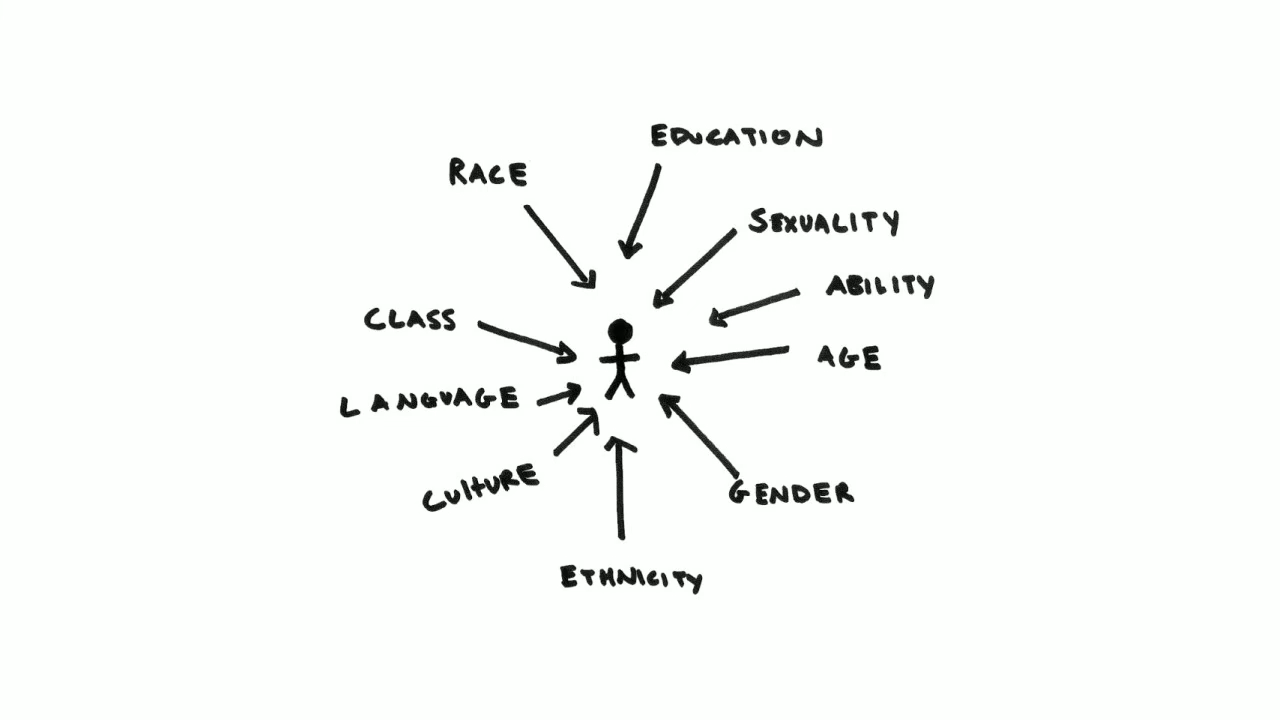 EDUCATION
RACE
SEXUALITY
ABILITY
CLASS
AGE
LANGUAGE
CULTURE
GENDER
ETHNICITY